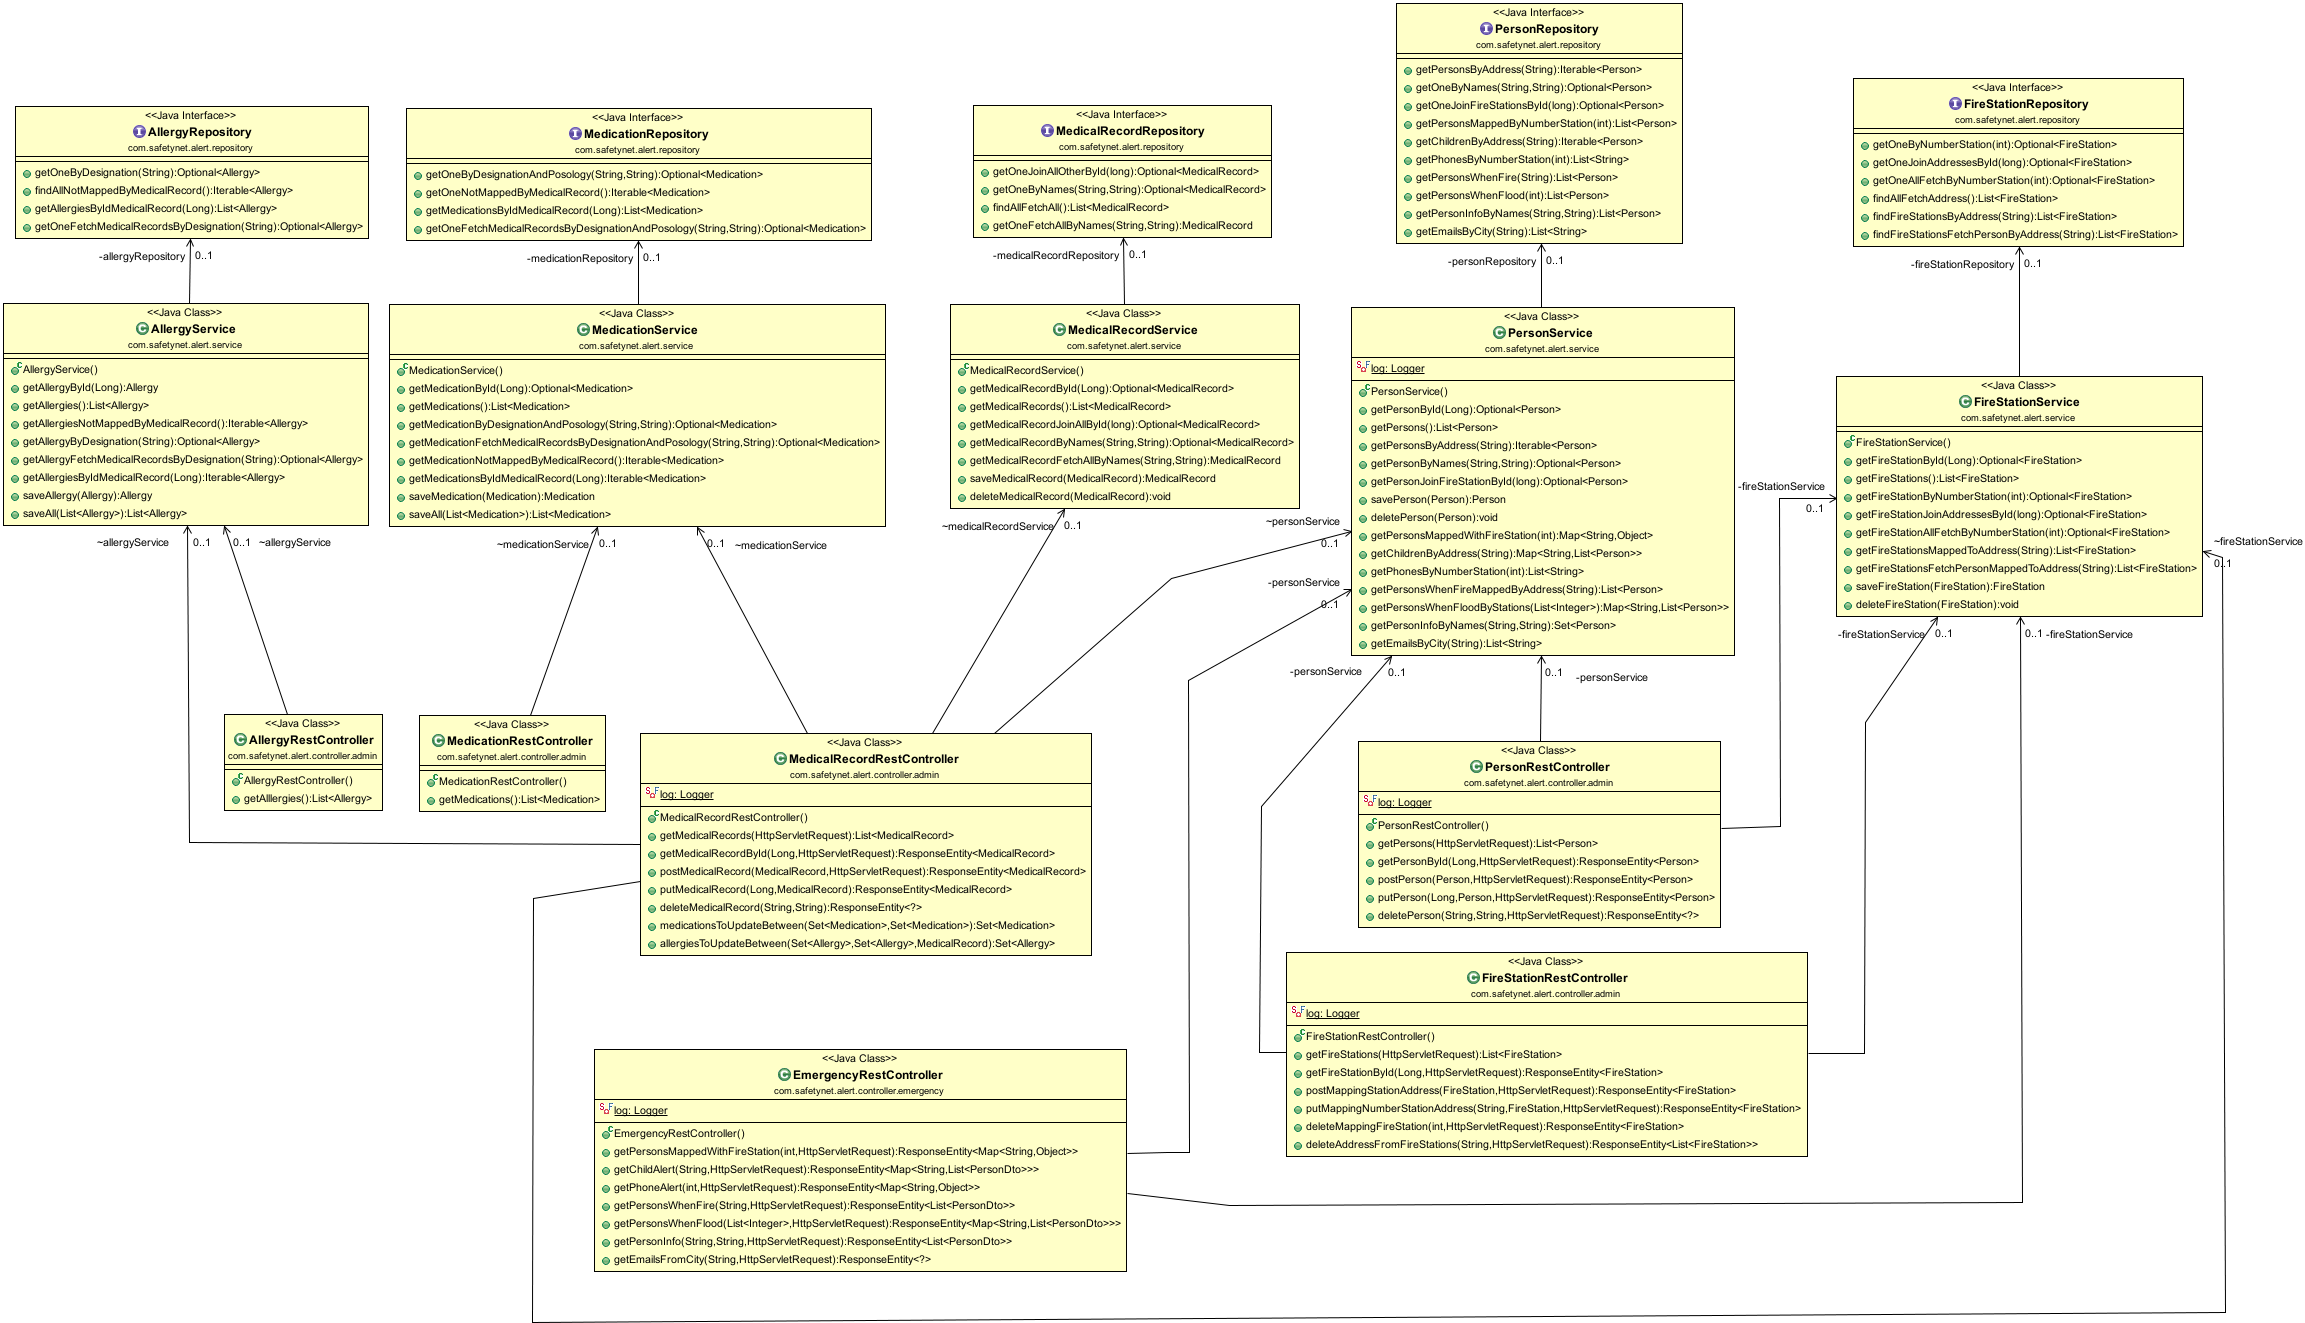 <<Java Interface>>
PersonRepository
com.safetynet.alert.repository
getPersonsByAddress(String):Iterable<Person>
getOneByNames(String,String):Optional<Person>
getOneJoinFireStationsById(long):Optional<Person>
getPersonsMappedByNumberStation(int):List<Person>
getChildrenByAddress(String):Iterable<Person>
getPhonesByNumberStation(int):List<String>
getPersonsWhenFire(String):List<Person>
getPersonsWhenFlood(int):List<Person>
getPersonInfoByNames(String,String):List<Person>
getEmailsByCity(String):List<String>
<<Java Interface>>
FireStationRepository
com.safetynet.alert.repository
getOneByNumberStation(int):Optional<FireStation>
getOneJoinAddressesById(long):Optional<FireStation>
getOneAllFetchByNumberStation(int):Optional<FireStation>
findAllFetchAddress():List<FireStation>
findFireStationsByAddress(String):List<FireStation>
findFireStationsFetchPersonByAddress(String):List<FireStation>
<<Java Interface>>
AllergyRepository
com.safetynet.alert.repository
getOneByDesignation(String):Optional<Allergy>
findAllNotMappedByMedicalRecord():Iterable<Allergy>
getAllergiesByIdMedicalRecord(Long):List<Allergy>
getOneFetchMedicalRecordsByDesignation(String):Optional<Allergy>
<<Java Interface>>
MedicationRepository
com.safetynet.alert.repository
getOneByDesignationAndPosology(String,String):Optional<Medication>
getOneNotMappedByMedicalRecord():Iterable<Medication>
getMedicationsByIdMedicalRecord(Long):List<Medication>
getOneFetchMedicalRecordsByDesignationAndPosology(String,String):Optional<Medication>
<<Java Interface>>
MedicalRecordRepository
com.safetynet.alert.repository
getOneJoinAllOtherById(long):Optional<MedicalRecord>
getOneByNames(String,String):Optional<MedicalRecord>
findAllFetchAll():List<MedicalRecord>
getOneFetchAllByNames(String,String):MedicalRecord
-allergyRepository 0..1
-medicationRepository 0..1
-medicalRecordRepository 0..1
-personRepository 0..1
-fireStationRepository 0..1
<<Java Class>>
AllergyService
com.safetynet.alert.service
AllergyService()
getAllergyById(Long):Allergy
getAllergies():List<Allergy>
getAllergiesNotMappedByMedicalRecord():Iterable<Allergy>
getAllergyByDesignation(String):Optional<Allergy>
getAllergyFetchMedicalRecordsByDesignation(String):Optional<Allergy>
getAllergiesByIdMedicalRecord(Long):Iterable<Allergy>
saveAllergy(Allergy):Allergy
saveAll(List<Allergy>):List<Allergy>
<<Java Class>>
MedicationService
com.safetynet.alert.service
MedicationService()
getMedicationById(Long):Optional<Medication>
getMedications():List<Medication>
getMedicationByDesignationAndPosology(String,String):Optional<Medication>
getMedicationFetchMedicalRecordsByDesignationAndPosology(String,String):Optional<Medication>
getMedicationNotMappedByMedicalRecord():Iterable<Medication>
getMedicationsByIdMedicalRecord(Long):Iterable<Medication>
saveMedication(Medication):Medication
saveAll(List<Medication>):List<Medication>
<<Java Class>>
MedicalRecordService
com.safetynet.alert.service
MedicalRecordService()
getMedicalRecordById(Long):Optional<MedicalRecord>
getMedicalRecords():List<MedicalRecord>
getMedicalRecordJoinAllById(long):Optional<MedicalRecord>
getMedicalRecordByNames(String,String):Optional<MedicalRecord>
getMedicalRecordFetchAllByNames(String,String):MedicalRecord
saveMedicalRecord(MedicalRecord):MedicalRecord
deleteMedicalRecord(MedicalRecord):void
<<Java Class>>
PersonService
com.safetynet.alert.service
log: Logger
PersonService()
getPersonById(Long):Optional<Person>
getPersons():List<Person>
getPersonsByAddress(String):Iterable<Person>
getPersonByNames(String,String):Optional<Person>
getPersonJoinFireStationById(long):Optional<Person>
savePerson(Person):Person
deletePerson(Person):void
getPersonsMappedWithFireStation(int):Map<String,Object>
getChildrenByAddress(String):Map<String,List<Person>>
getPhonesByNumberStation(int):List<String>
getPersonsWhenFireMappedByAddress(String):List<Person>
getPersonsWhenFloodByStations(List<Integer>):Map<String,List<Person>>
getPersonInfoByNames(String,String):Set<Person>
getEmailsByCity(String):List<String>
<<Java Class>>
FireStationService
com.safetynet.alert.service
FireStationService()
getFireStationById(Long):Optional<FireStation>
getFireStations():List<FireStation>
getFireStationByNumberStation(int):Optional<FireStation>
getFireStationJoinAddressesById(long):Optional<FireStation>
getFireStationAllFetchByNumberStation(int):Optional<FireStation>
getFireStationsMappedToAddress(String):List<FireStation>
getFireStationsFetchPersonMappedToAddress(String):List<FireStation>
saveFireStation(FireStation):FireStation
deleteFireStation(FireStation):void
~allergyService 0..1
0..1 ~allergyService
~medicationService 0..1
0..1 ~medicationService
~medicalRecordService 0..1
~personService
0..1
-personService
0..1
-personService 0..1
0..1 -personService
-fireStationService
0..1
~fireStationService
0..1
-fireStationService 0..1
0..1 -fireStationService
<<Java Class>>
AllergyRestController
com.safetynet.alert.controller.admin
AllergyRestController()
getAlllergies():List<Allergy>
<<Java Class>>
MedicationRestController
com.safetynet.alert.controller.admin
MedicationRestController()
getMedications():List<Medication>
<<Java Class>>
MedicalRecordRestController
com.safetynet.alert.controller.admin
log: Logger
MedicalRecordRestController()
getMedicalRecords(HttpServletRequest):List<MedicalRecord>
getMedicalRecordById(Long,HttpServletRequest):ResponseEntity<MedicalRecord>
postMedicalRecord(MedicalRecord,HttpServletRequest):ResponseEntity<MedicalRecord>
putMedicalRecord(Long,MedicalRecord):ResponseEntity<MedicalRecord>
deleteMedicalRecord(String,String):ResponseEntity<?>
medicationsToUpdateBetween(Set<Medication>,Set<Medication>):Set<Medication>
allergiesToUpdateBetween(Set<Allergy>,Set<Allergy>,MedicalRecord):Set<Allergy>
<<Java Class>>
PersonRestController
com.safetynet.alert.controller.admin
log: Logger
PersonRestController()
getPersons(HttpServletRequest):List<Person>
getPersonById(Long,HttpServletRequest):ResponseEntity<Person>
postPerson(Person,HttpServletRequest):ResponseEntity<Person>
putPerson(Long,Person,HttpServletRequest):ResponseEntity<Person>
deletePerson(String,String,HttpServletRequest):ResponseEntity<?>
<<Java Class>>
FireStationRestController
com.safetynet.alert.controller.admin
log: Logger
FireStationRestController()
getFireStations(HttpServletRequest):List<FireStation>
getFireStationById(Long,HttpServletRequest):ResponseEntity<FireStation>
postMappingStationAddress(FireStation,HttpServletRequest):ResponseEntity<FireStation>
putMappingNumberStationAddress(String,FireStation,HttpServletRequest):ResponseEntity<FireStation>
deleteMappingFireStation(int,HttpServletRequest):ResponseEntity<FireStation>
deleteAddressFromFireStations(String,HttpServletRequest):ResponseEntity<List<FireStation>>
<<Java Class>>
EmergencyRestController
com.safetynet.alert.controller.emergency
log: Logger
EmergencyRestController()
getPersonsMappedWithFireStation(int,HttpServletRequest):ResponseEntity<Map<String,Object>>
getChildAlert(String,HttpServletRequest):ResponseEntity<Map<String,List<PersonDto>>>
getPhoneAlert(int,HttpServletRequest):ResponseEntity<Map<String,Object>>
getPersonsWhenFire(String,HttpServletRequest):ResponseEntity<List<PersonDto>>
getPersonsWhenFlood(List<Integer>,HttpServletRequest):ResponseEntity<Map<String,List<PersonDto>>>
getPersonInfo(String,String,HttpServletRequest):ResponseEntity<List<PersonDto>>
getEmailsFromCity(String,HttpServletRequest):ResponseEntity<?>